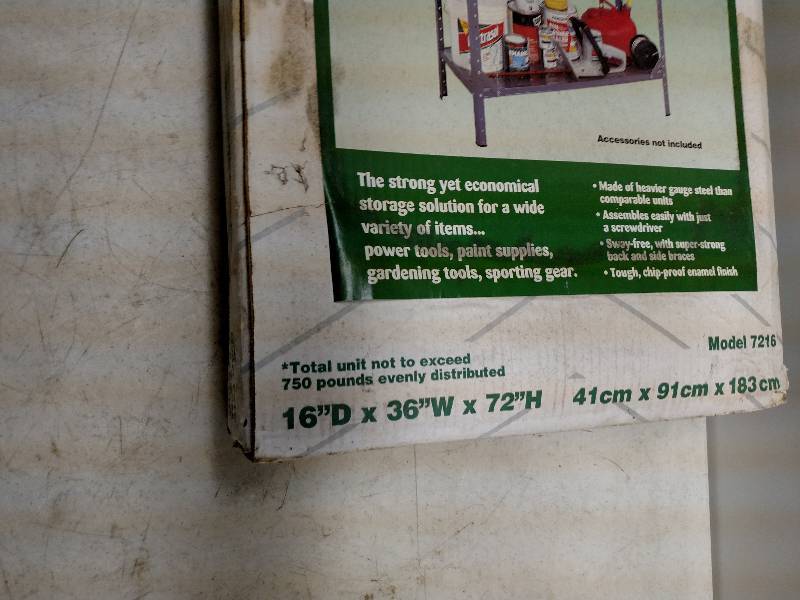 Accessories not included
The strong yet economical
storage solution for a wide
variety of items...
power tools, paint supplies,
gardening tools, sporting gear.
• Made of heavier gauge steel than
comparable units
• Assembles easily with just
a screwdriver
• Sway-free, with super-strong
back and side braces
• Tough, chip-proof enamel finish
Model 7216
*Total unit not to exceed
750 pounds evenly distributed
16”D x 36”W x 72”H
41cm x 91cm x 183cm